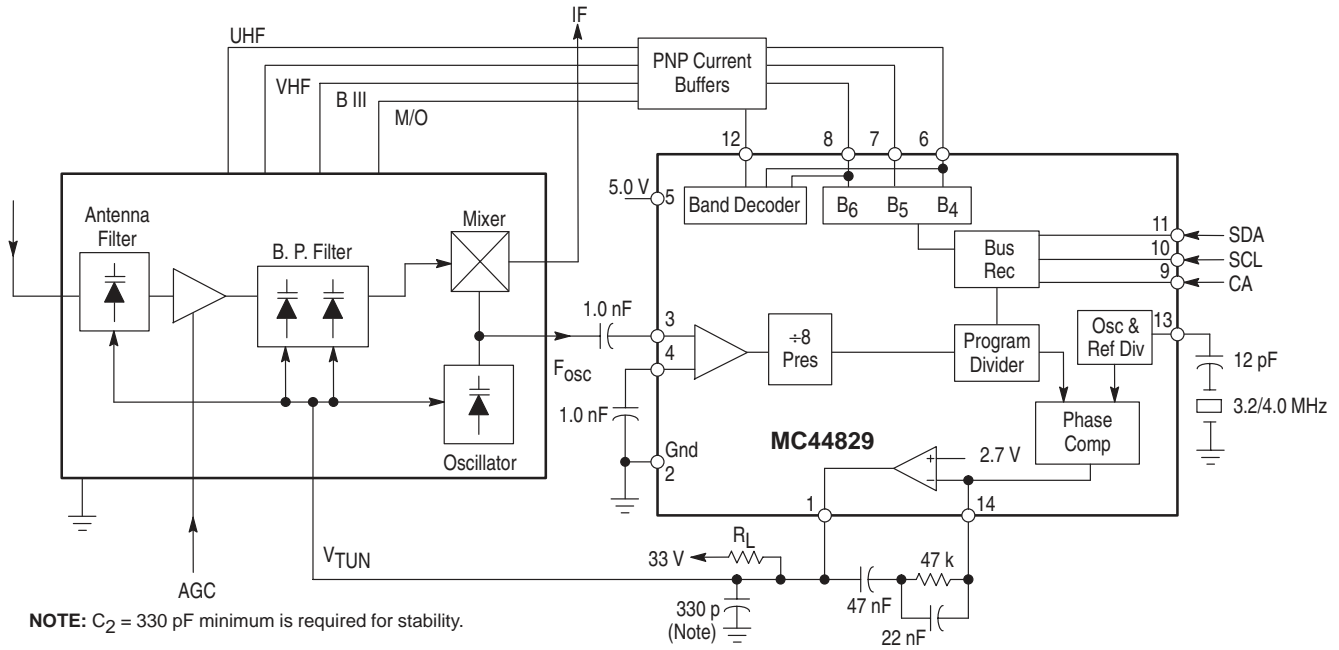 IF
UHF
VHF
B III
M/O
PNP Current
Buffers
12
8
7
6
5.0 V
5
Band Decoder
B6
B5
B4
11
SDA
10
SCL
9
CA
Bus
Rec
Antenna
Filter
B. P. Filter
Mixer
1.0 nF
3
4
÷8
Pres
Program
Divider
Osc &
Ref Div
13
12 pF
3.2/4.0 MHz
Fosc
1.0 nF
Oscillator
Gnd
2
MC44829
Phase
Comp
+
–
2.7 V
1
14
AGC
VTUN
33 V
RL
47 k
330 p
(Note)
47 nF
22 nF
NOTE: C2 = 330 pF minimum is required for stability.